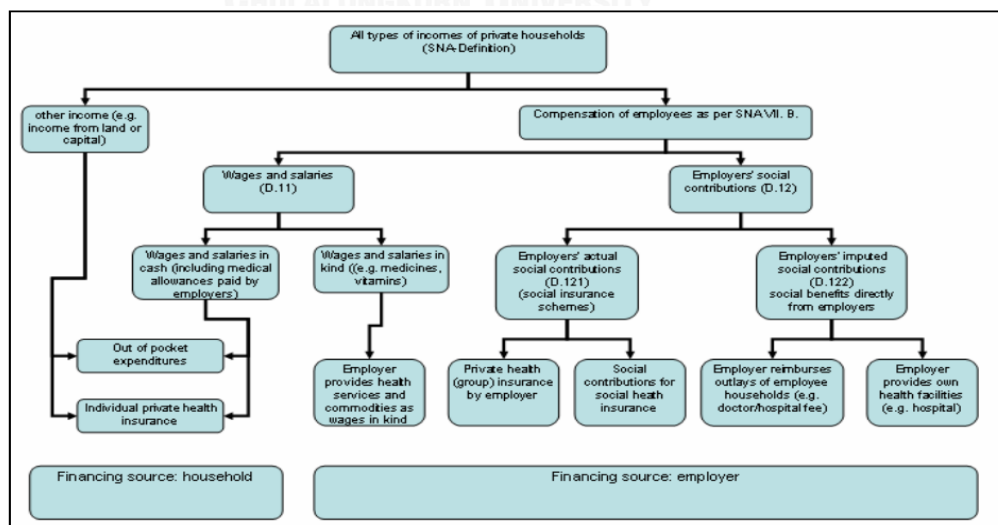 All types of incomes of private households
(SNA-Definition)
other income (e.g.
income from land or
capital)
Compensation of employees as per SNA VII. B.
Wages and salaries
(D.11)
Employers' social
contributions (D.12)
Wages and salaries in
cash (including medical
allowances paid by
employers)
Wages and salaries in
kind ((e.g. medicines,
vitamins)
Employers' actual
social contributions
(D.121)
(social insurance
schemes)
Employers' imputed
social contributions
(D.122)
social benefits directly
from employers
Out of pocket
expenditures
Individual private health
insurance
Employer
provides health
services and
commodities as
wages in kind
Private health
(group) insurance
by employer
Social
contributions for
social heath
insurance
Employer reimburses
outlays of employee
households (e.g.
doctor/hospital fee)
Employer
provides own
health facilities
(e.g. hospital)
Financing source: household
Financing source: employer